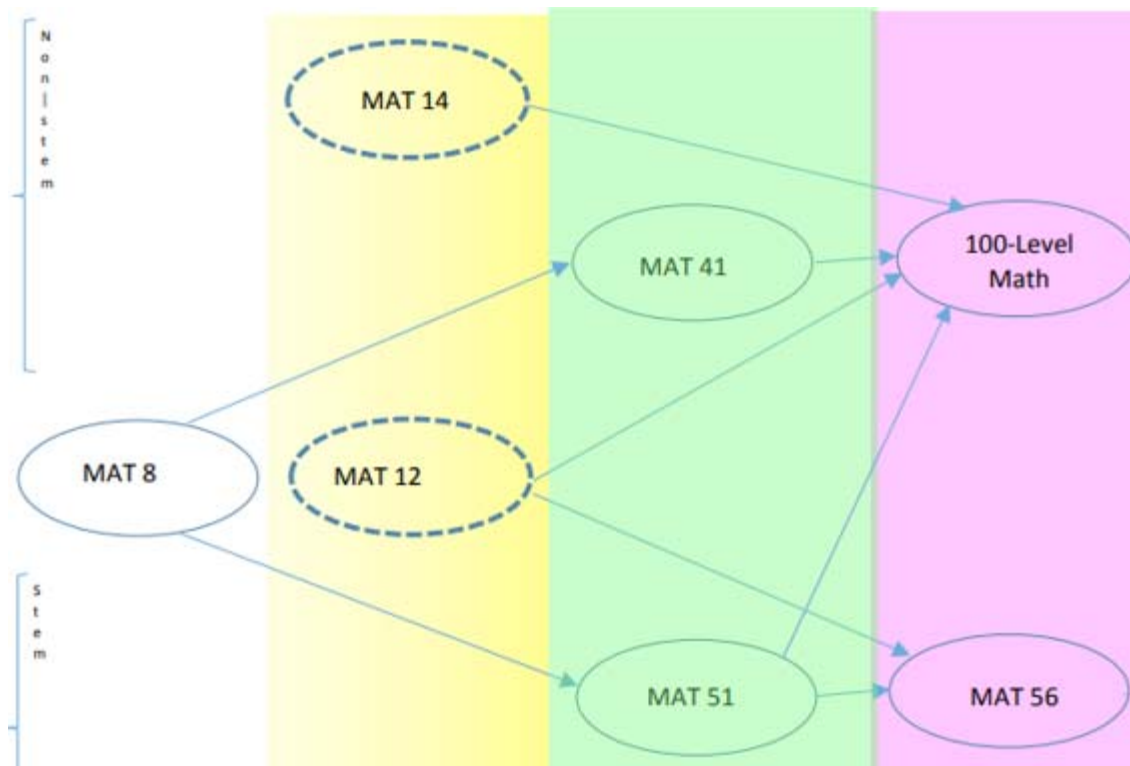 Non|stem
MAT 14
MAT 41
100-Level
Math
MAT 8
MAT 12
Stem
MAT 51
MAT 56